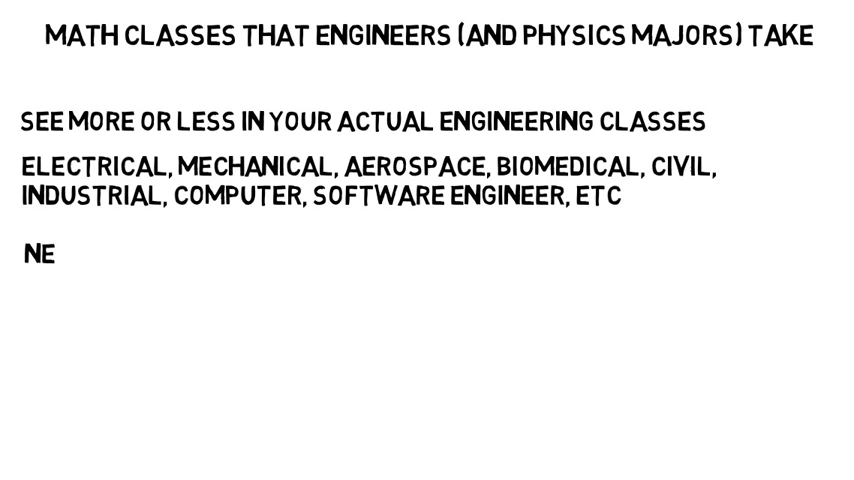 MATH CLASSES THAT ENGINEERS (AND PHYSICS MAJORS) TAKE
SEE MORE OR LESS IN YOUR ACTUAL ENGINEERING CLASSES
ELECTRICAL, MECHANICAL, AEROSPACE, BIOMEDICAL, CIVIL,
INDUSTRIAL, COMPUTER, SOFTWARE ENGINEER, ETC
NE